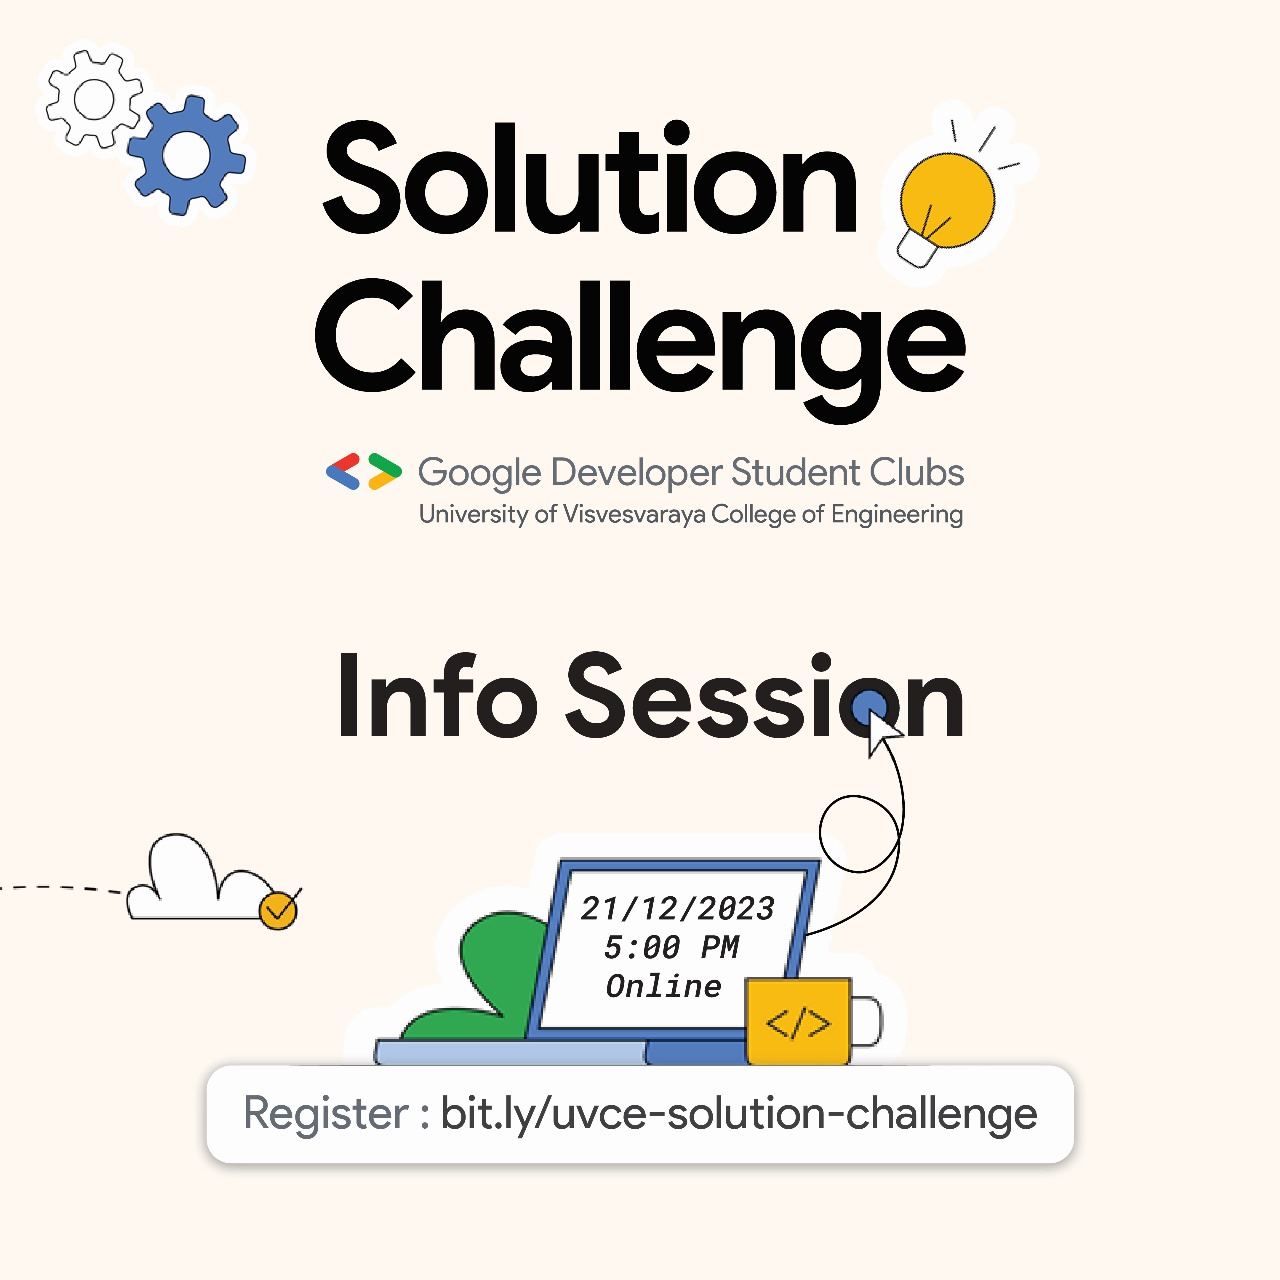 Solution
Challenge
Google Developer Student Clubs
University of Visvesvaraya College of Engineering
Info Session
21/12/2023
5:00 PM
Online
</>
Register : bit.ly/uvce-solution-challenge